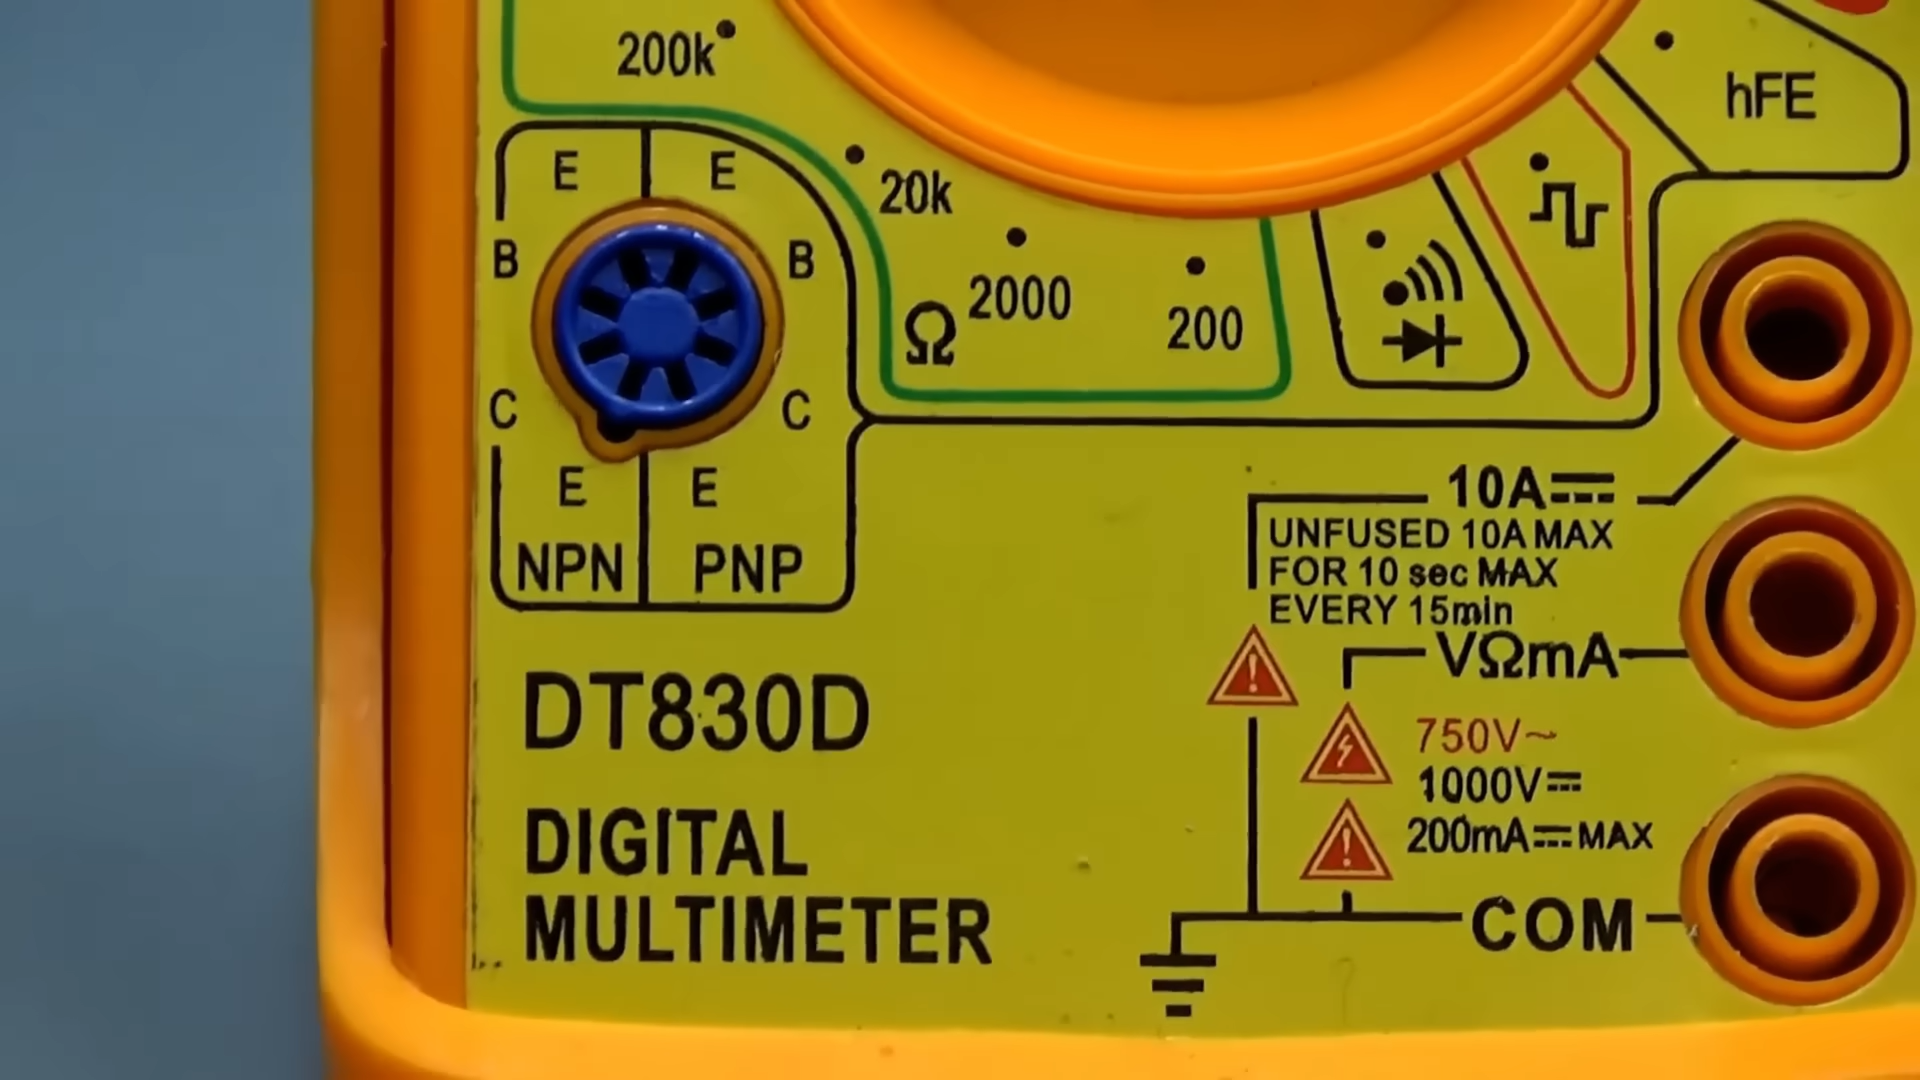 200k
hFE
E E
20k
B B
2000
Ω
200
C C
10A⎓
E E
UNFUSED 10A MAX
FOR 10 sec MAX
NPN PNP
EVERY 15min
VΩmA
DT830D
750V~
1000V⎓
200mA⎓MAX
DIGITAL
MULTIMETER
COM